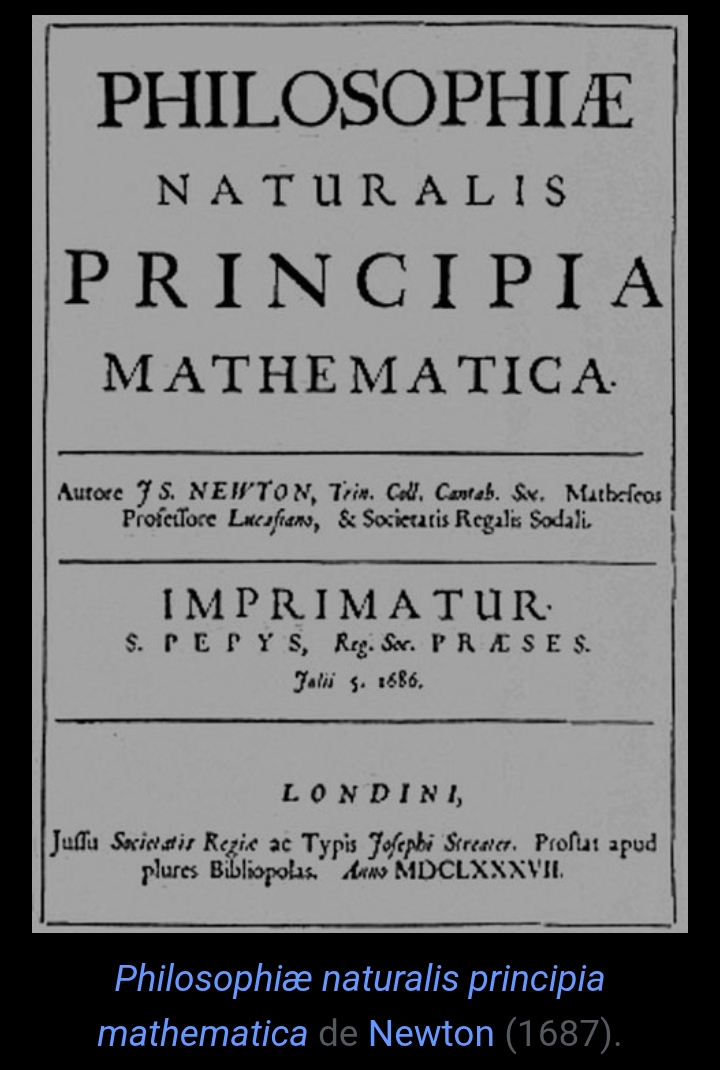 PHILOSOPHIÆ
NATURALIS
PRINCIPIA
MATHEMATICA.
Autore JS. NEWTON, Trin. Coll. Cantab. Soc. Matheseos
Professore Lucasiano, & Societatis Regalis Sodali.
IMPRIMATUR.
S. PEPYS, Reg. Soc. PRÆSES.
Julii 5. 1686.
LONDINI,
Jussu Societatis Regiæ ac Typis Josephi Streater. Prostat apud
plures Bibliopolas. Anno MDCLXXXVII.
Philosophiæ naturalis principia
mathematica de Newton (1687).